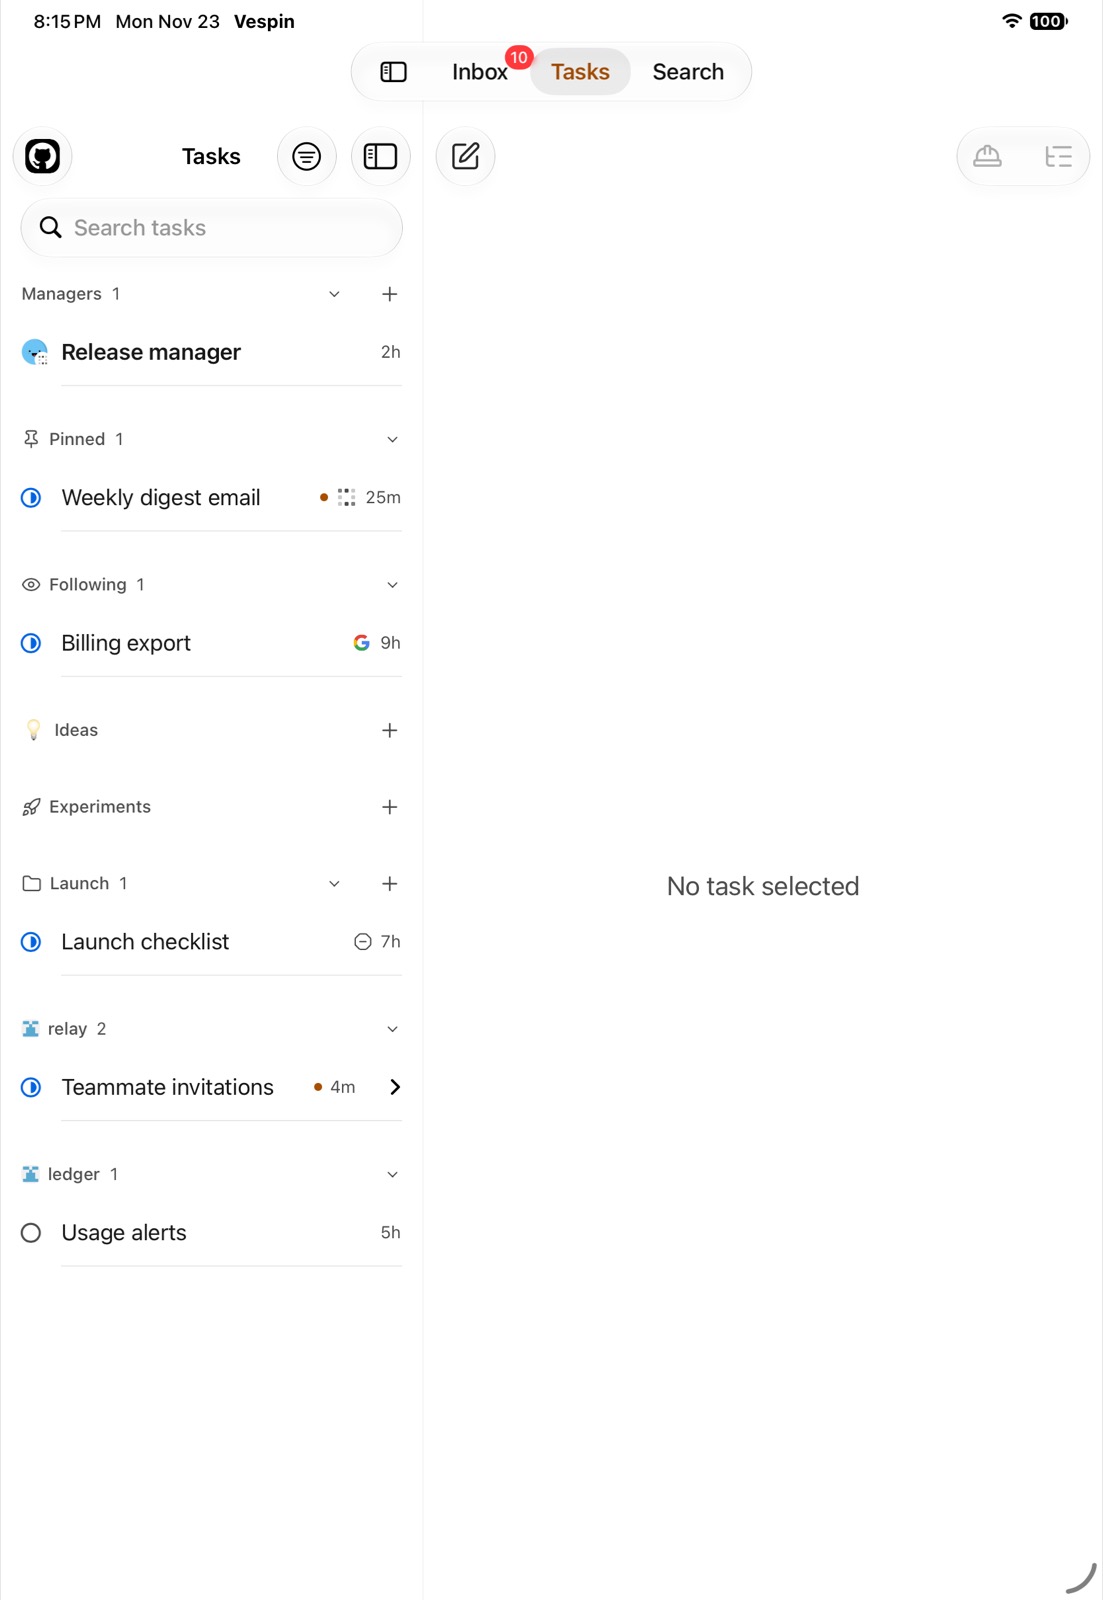 8:15 PM Mon Nov 23 Vespin
100
Inbox 10 Tasks Search
Tasks
Search tasks
Managers 1
Release manager 2h
Pinned 1
Weekly digest email 25m
Following 1
Billing export 9h
Ideas
Experiments
Launch 1
Launch checklist 7h
No task selected
relay 2
Teammate invitations 4m
ledger 1
Usage alerts 5h